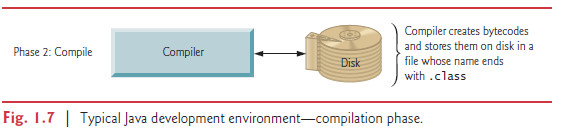 Phase 2: Compile
Compiler
Disk
Compiler creates bytecodes
and stores them on disk in a
file whose name ends
with .class
Fig. 1.7 | Typical Java development environment—compilation phase.